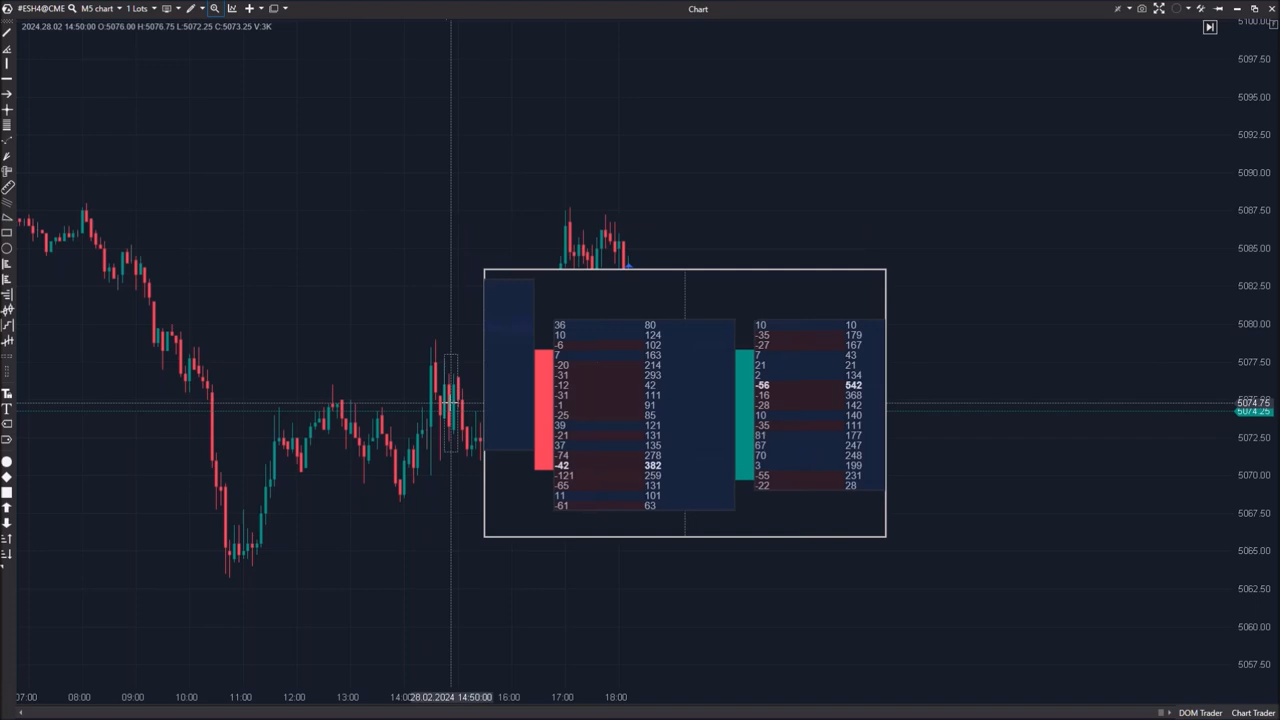 #ESH4@CME M5 chart 1 Lots Chart
2024.28.02 14:50:00 O:5076.00 H:5076.75 L:5072.25 C:5073.25 V:3K
5100.00
5097.50
5095.00
5092.50
5090.00
5087.50
5085.00
5082.50
5080.00
5077.50
5074.75
5074.25
5072.50
5070.00
5067.50
5065.00
5062.50
5060.00
5057.50
36 80 10 10
10 124 -35 179
-6 102 -27 167
7 163 7 43
-20 214 21 21
-31 293 2 134
-12 42 -56 542
-31 111 -16 368
-1 91 -28 142
-25 85 10 140
39 121 -35 111
-21 131 81 177
37 135 67 247
-74 278 70 248
-42 382 3 199
-121 259 -55 231
-65 131 -22 28
11 101
-61 63
07:00 08:00 09:00 10:00 11:00 12:00 13:00 14:0 28.02.2024 14:50:00 16:00 17:00 18:00
DOM Trader Chart Trader